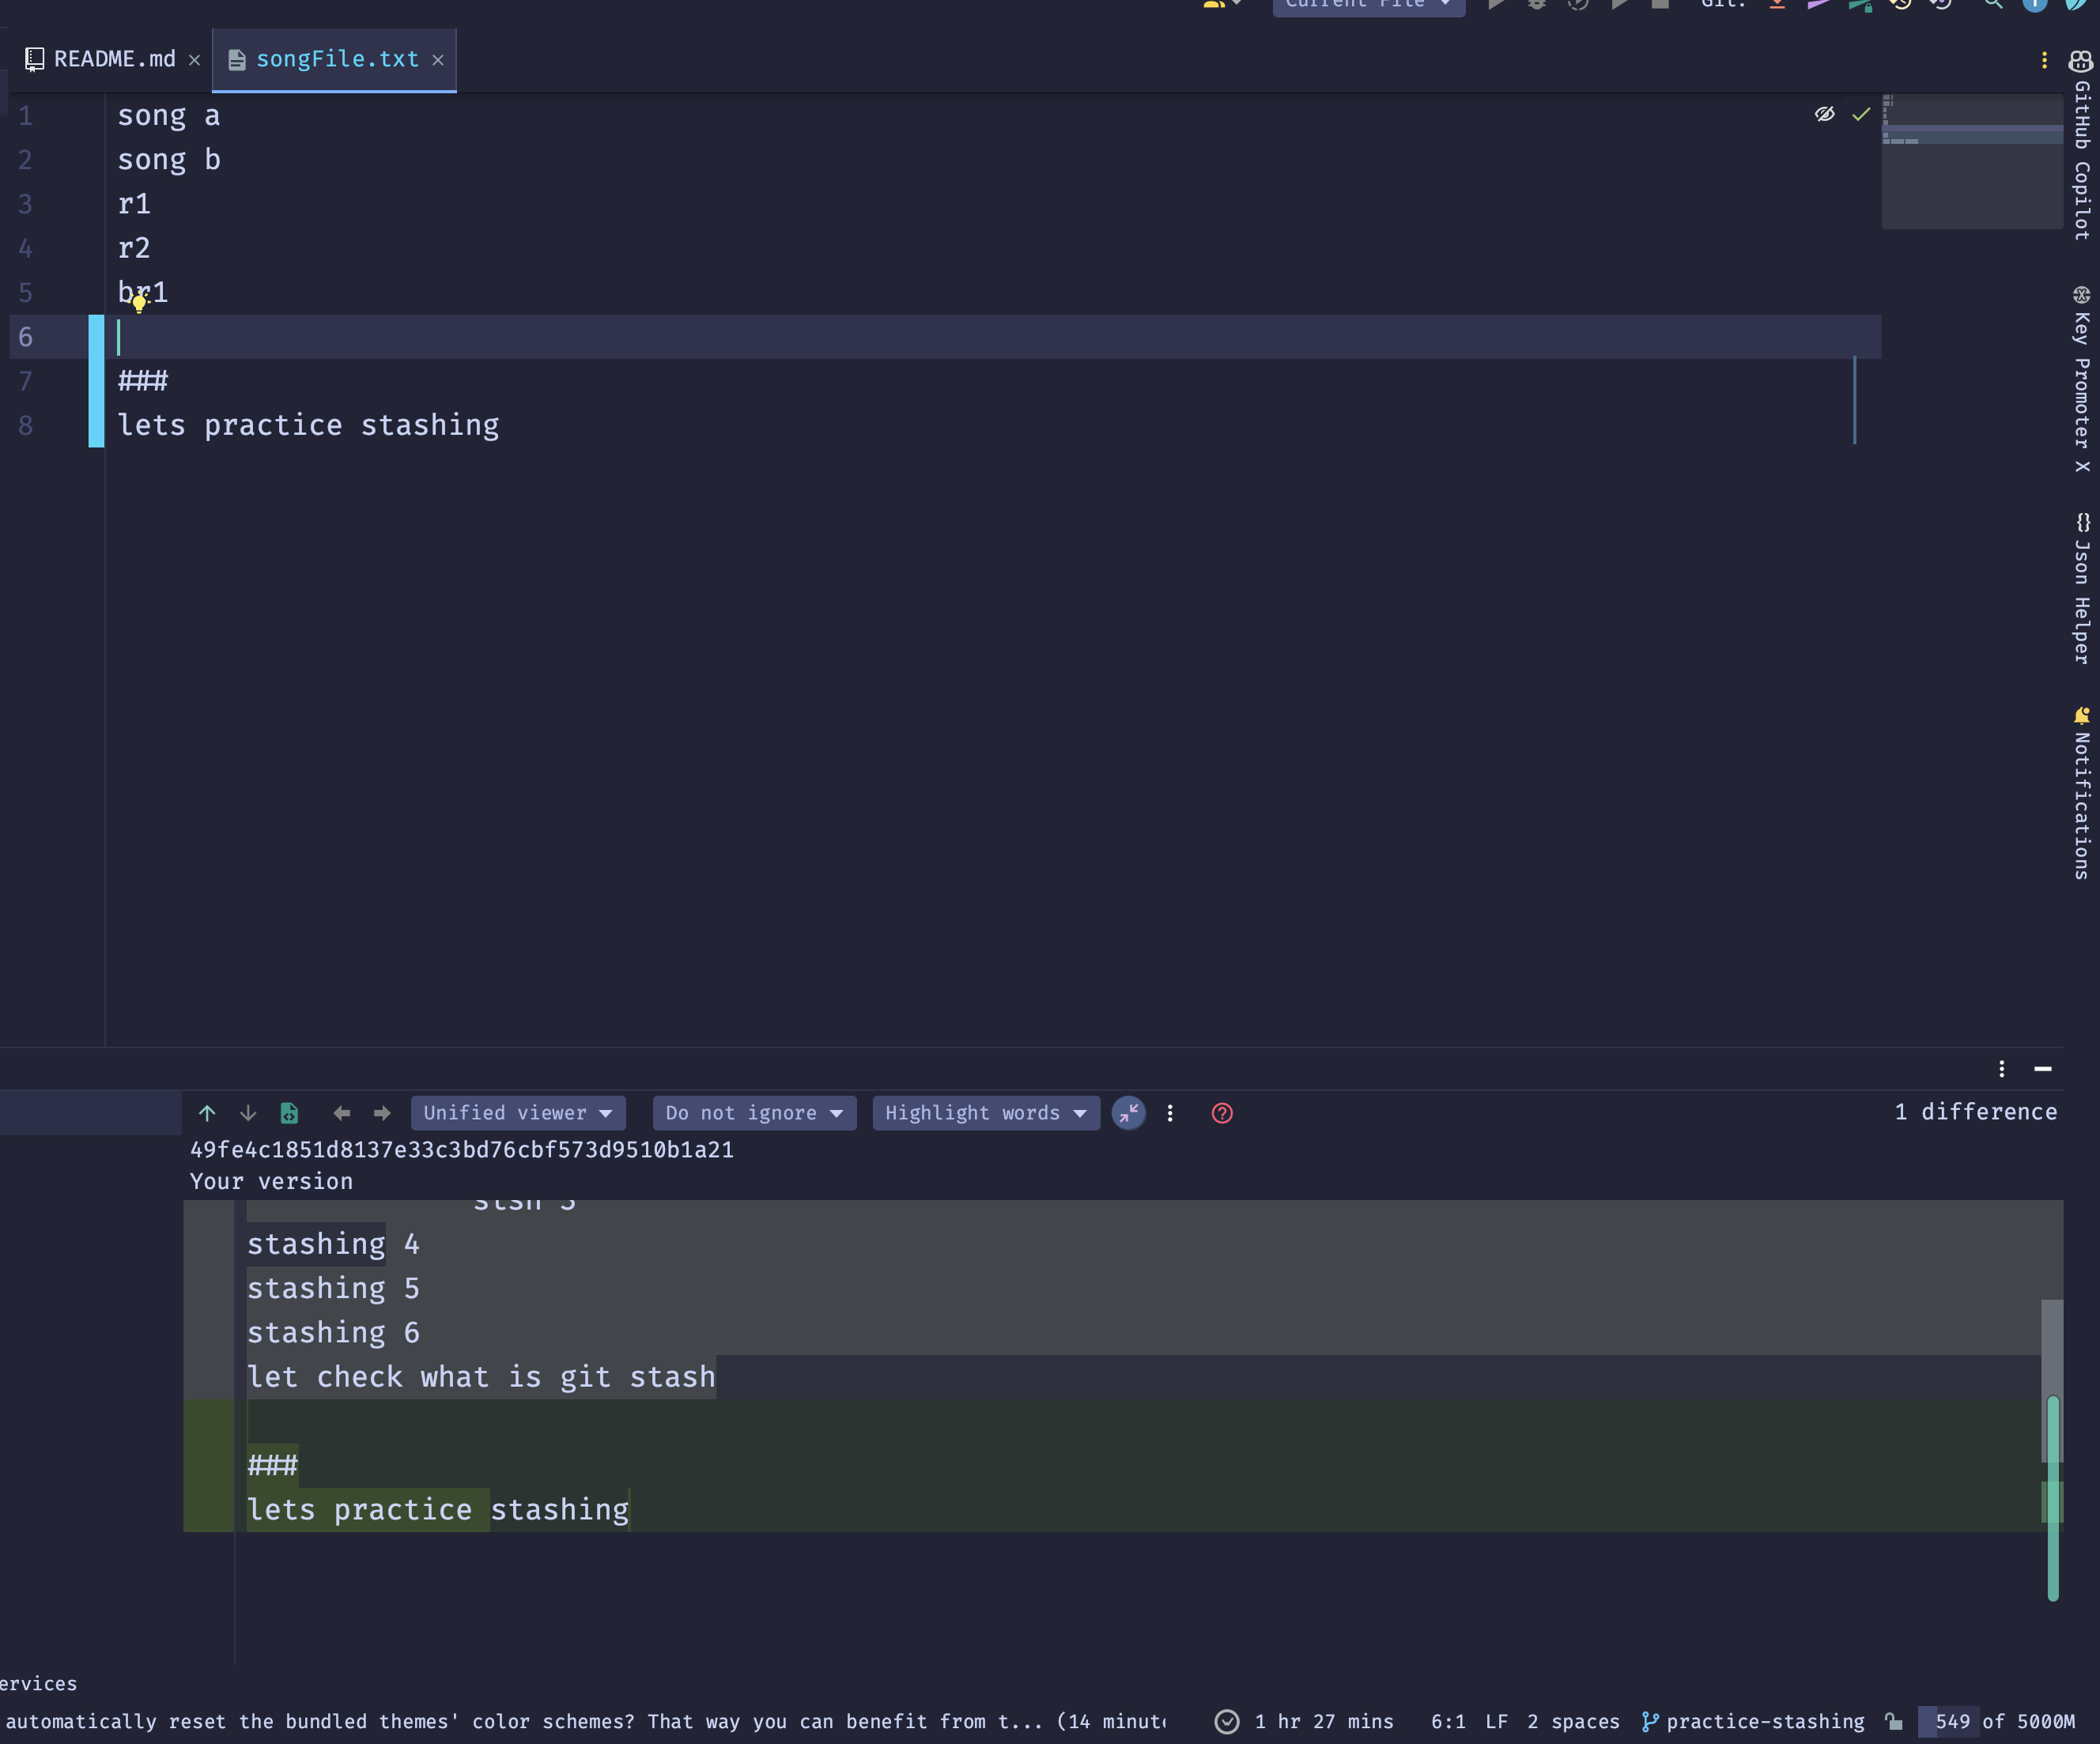 Current File
Git:
README.md
songFile.txt
1 song a
2 song b
3 r1
4 r2
5 br1
6
7 ###
8 lets practice stashing
GitHub Copilot
Key Promoter X
{} Json Helper
Notifications
Unified viewer
Do not ignore
Highlight words
1 difference
49fe4c1851d8137e33c3bd76cbf573d9510b1a21
Your version
stashing 4
stashing 5
stashing 6
let check what is git stash
###
lets practice stashing
ervices
automatically reset the bundled themes' color schemes? That way you can benefit from t... (14 minut
1 hr 27 mins
6:1
LF
2 spaces
practice-stashing
549 of 5000M